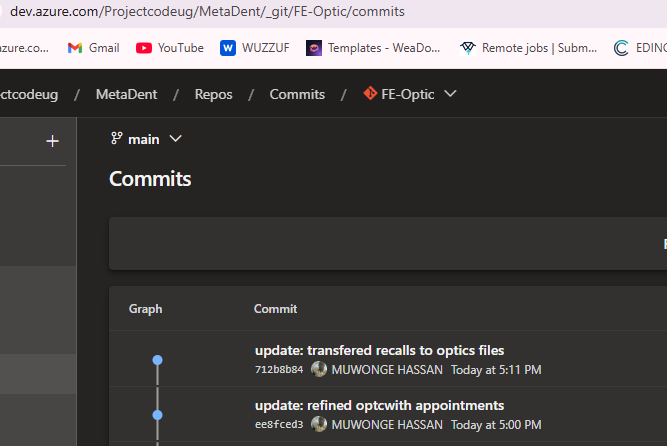 dev.azure.com/Projectcodeug/MetaDent/_git/FE-Optic/commits
azure.co... Gmail YouTube WUZZUF Templates - WeaDo... Remote jobs | Subm... EDING
ctcodeug / MetaDent / Repos / Commits / FE-Optic
+ main
Commits
Graph Commit
update: transfered recalls to optics files
712b8b84 MUWONGE HASSAN Today at 5:11 PM
update: refined optcwith appointments
ee8fced3 MUWONGE HASSAN Today at 5:00 PM